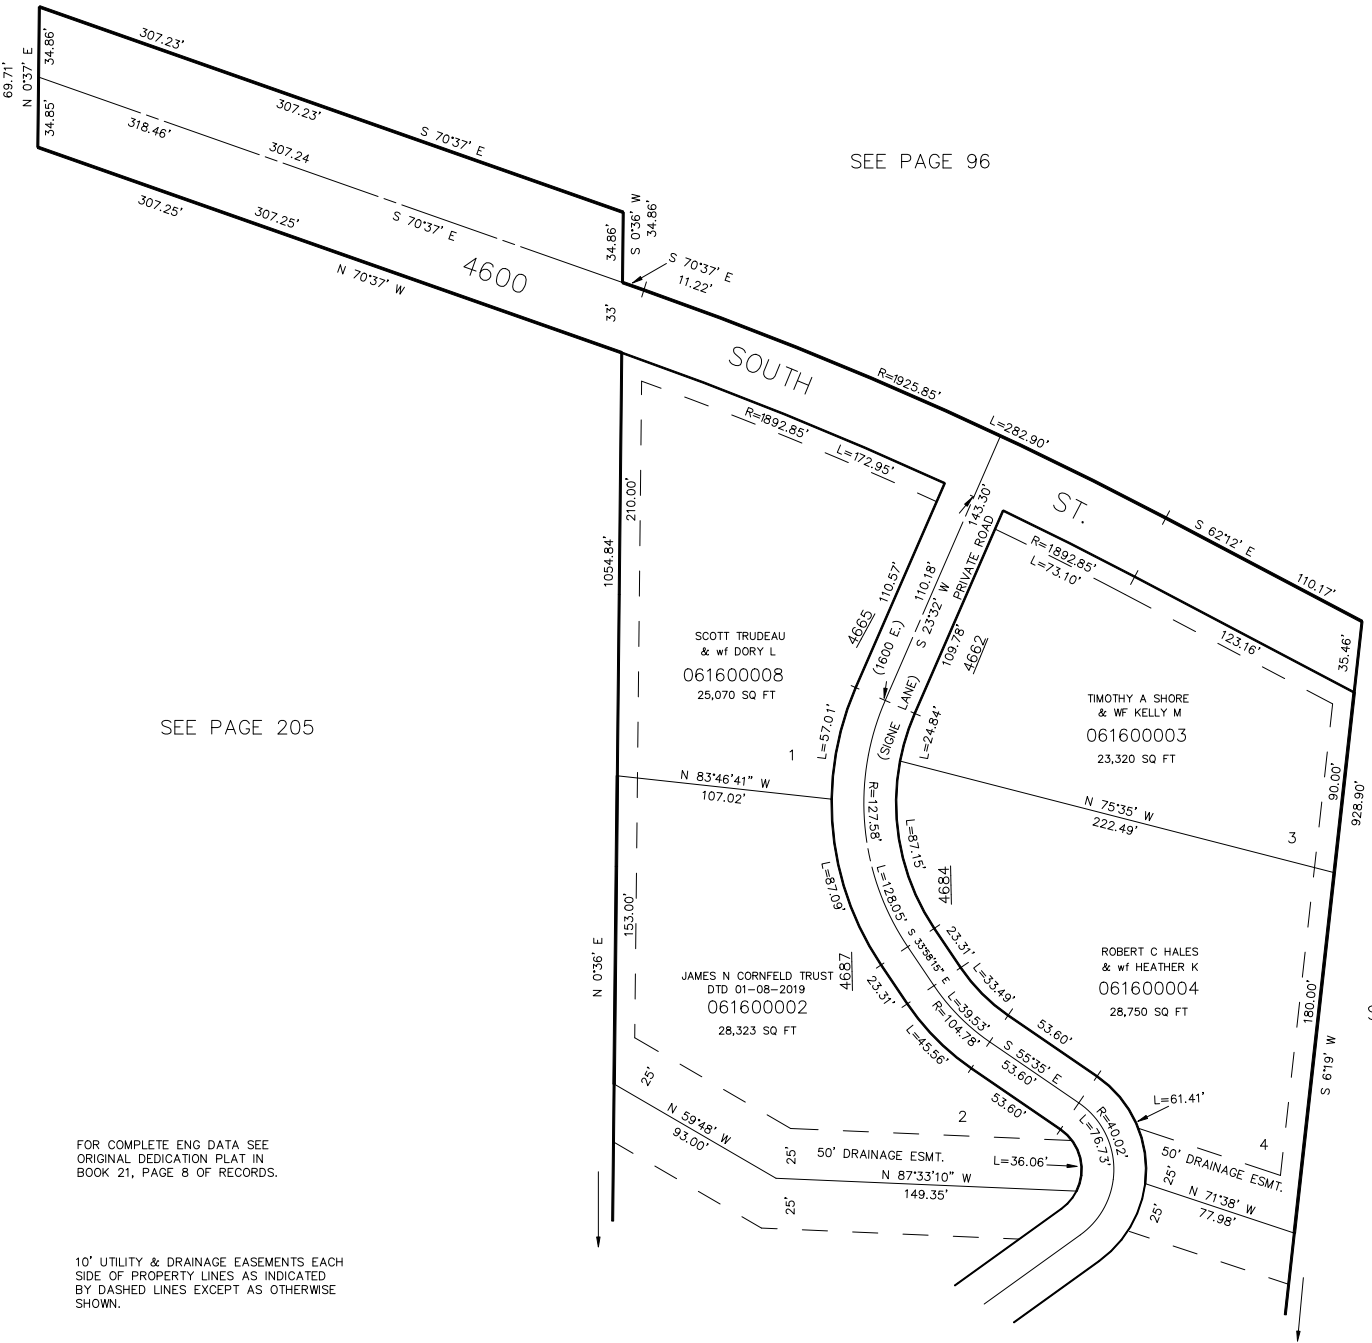 307.23'
34.86'
69.71'
N 0°37' E
34.85'
307.23'
318.46'
307.24
S 70°37' E
SEE PAGE 96
307.25'
307.25'
S 70°37' E
34.86'
S 0°36' W
34.86'
N 70°37' W
4600
S 70°37' E
11.22'
33'
SOUTH
R=1925.85'
R=1892.85'
L=172.95'
L=282.90'
ST.
S 62°12' E
110.17'
210.00'
1054.84'
143.30'
PRIVATE ROAD
R=1892.85'
L=73.10'
110.57'
110.18'
S 23°32' W
109.78'
4665
(1600 E.)
4662
123.16'
35.46'
SCOTT TRUDEAU
& wf DORY L
061600008
25,070 SQ FT
TIMOTHY A SHORE
& WF KELLY M
061600003
23,320 SQ FT
SEE PAGE 205
L=57.01'
(SIGNE LANE)
L=24.84'
1
N 83°46'41" W
107.02'
R=127.58'
N 75°35' W
222.49'
90.00'
928.90'
3
L=87.15'
L=87.09'
L=128.05'
4684
153.00'
23.31'
S 33°58'15" E
N 0°36' E
4687
JAMES N CORNFELD TRUST
DTD 01-08-2019
061600002
28,323 SQ FT
ROBERT C HALES
& wf HEATHER K
061600004
28,750 SQ FT
23.31'
L=33.49'
L=39.53'
R=104.78'
180.00'
53.60'
L=45.56'
S 55°35' E
53.60'
S 6°19' W
25'
53.60'
L=61.41'
R=40.02'
L=76.73'
N 59°48' W
93.00'
2
4
FOR COMPLETE ENG DATA SEE
ORIGINAL DEDICATION PLAT IN
BOOK 21, PAGE 8 OF RECORDS.
25'
50' DRAINAGE ESMT.
L=36.06'
50' DRAINAGE ESMT.
25'
N 87°33'10" W
149.35'
25'
N 71°38' W
77.98'
25'
10' UTILITY & DRAINAGE EASEMENTS EACH
SIDE OF PROPERTY LINES AS INDICATED
BY DASHED LINES EXCEPT AS OTHERWISE
SHOWN.